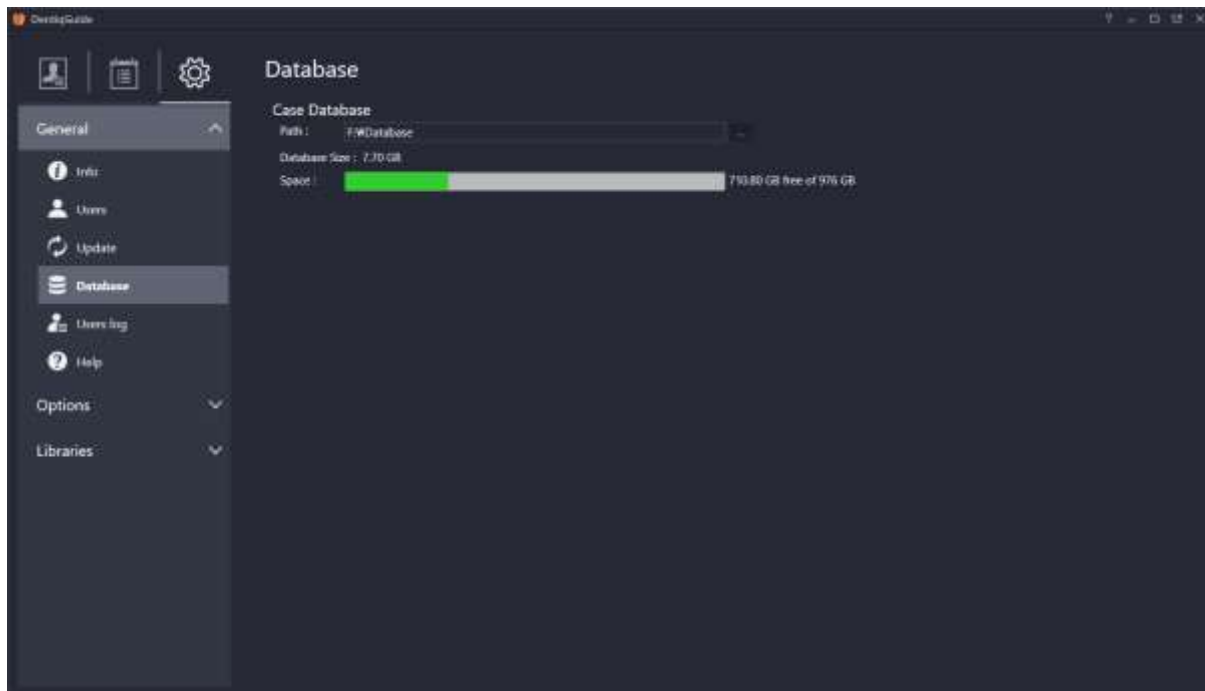 DentiqGuide
?
Database
Case Database
General
Path : F:₩Database ...
Database Size : 7.70 GB
Info
Space : 710.80 GB free of 976 GB
Users
Update
Database
Users log
Help
Options
Libraries